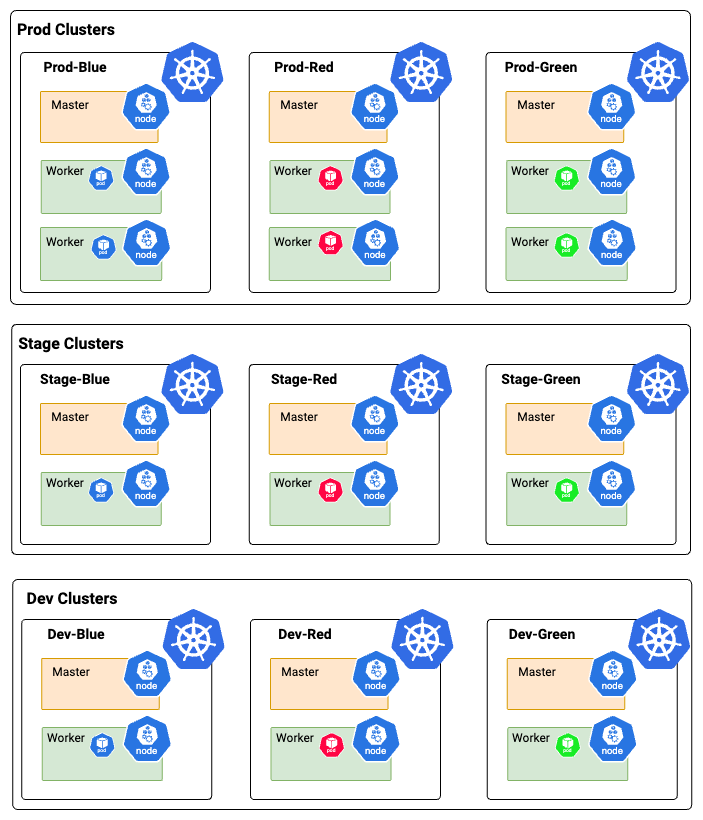 Prod Clusters
Prod-Blue
Master
node
Worker
pod
node
Worker
pod
node
Prod-Red
Master
node
Worker
pod
node
Worker
pod
node
Prod-Green
Master
node
Worker
pod
node
Worker
pod
node
Stage Clusters
Stage-Blue
Master
node
Worker
pod
node
Stage-Red
Master
node
Worker
pod
node
Stage-Green
Master
node
Worker
pod
node
Dev Clusters
Dev-Blue
Master
node
Worker
pod
node
Dev-Red
Master
node
Worker
pod
node
Dev-Green
Master
node
Worker
pod
node